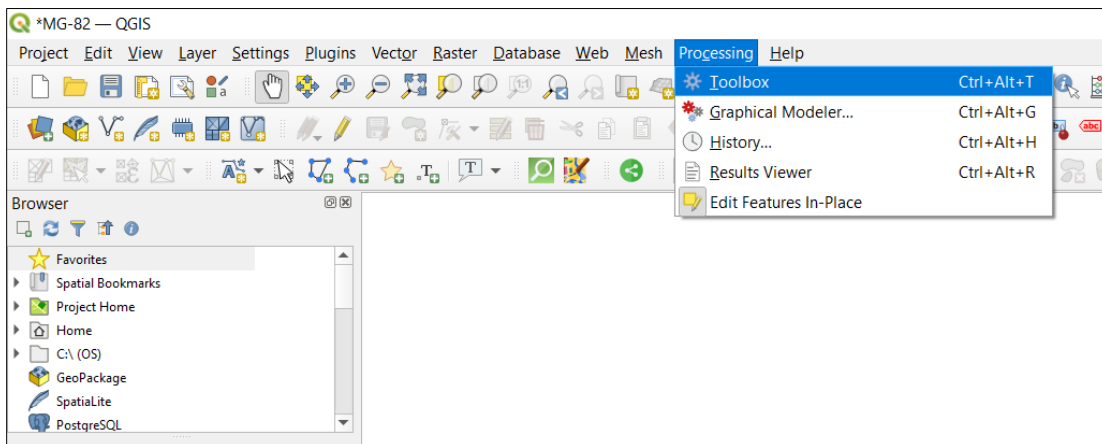 *MG-82 — QGIS
Project Edit View Layer Settings Plugins Vector Raster Database Web Mesh Processing Help
Toolbox Ctrl+Alt+T
Graphical Modeler... Ctrl+Alt+G
History... Ctrl+Alt+H
Results Viewer Ctrl+Alt+R
Edit Features In-Place
Browser
Favorites
Spatial Bookmarks
Project Home
Home
C:\ (OS)
GeoPackage
SpatiaLite
PostgreSQL